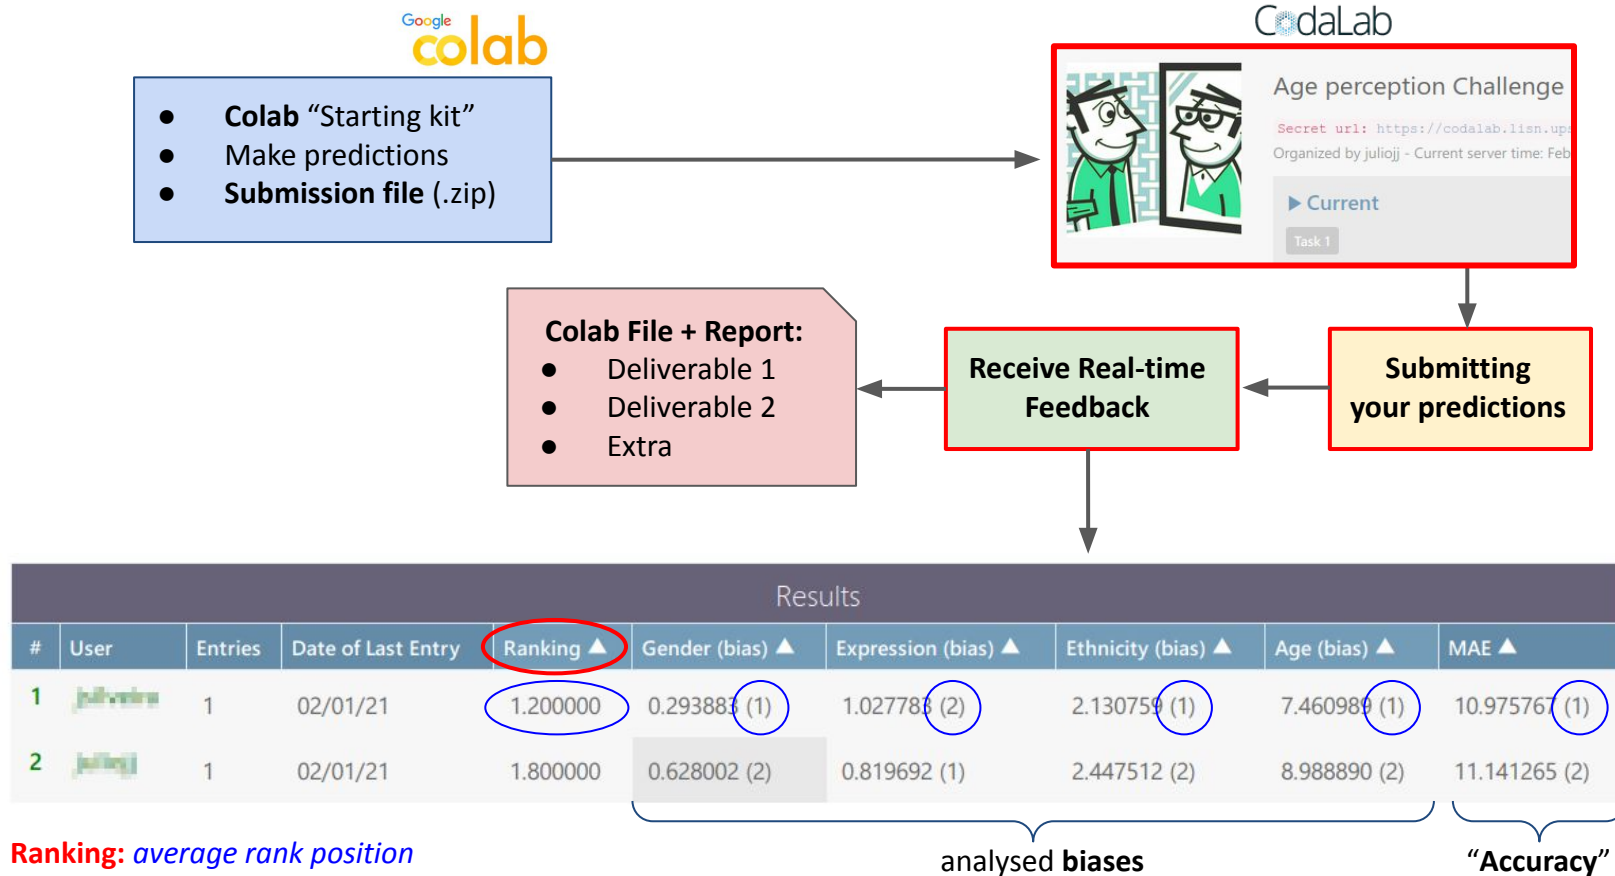 Google
colab
CodaLab
● Colab “Starting kit”
● Make predictions
● Submission file (.zip)
Age perception Challenge
Secret url: https://codalab.lisn.ups
Organized by juliojj - Current server time: Feb
▶ Current
Task 1
Colab File + Report:
● Deliverable 1
● Deliverable 2
● Extra
Receive Real-time
Feedback
Submitting
your predictions
Results
# User Entries Date of Last Entry Ranking ▲ Gender (bias) ▲ Expression (bias) ▲ Ethnicity (bias) ▲ Age (bias) ▲ MAE ▲
1 1 02/01/21 1.200000 0.293883 (1) 1.027783 (2) 2.130759 (1) 7.460989 (1) 10.975767 (1)
2 1 02/01/21 1.800000 0.628002 (2) 0.819692 (1) 2.447512 (2) 8.988890 (2) 11.141265 (2)
Ranking: average rank position
analysed biases
“Accuracy”